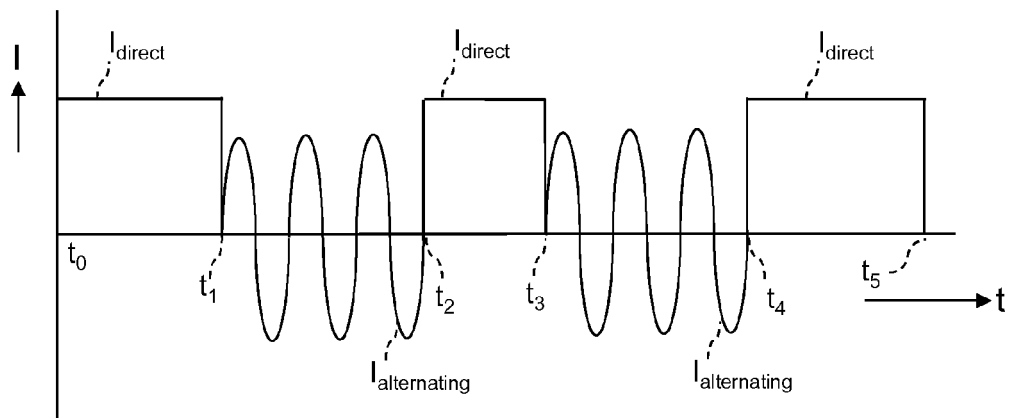 I
I_direct
I_direct
I_direct
t_0
t_1
t_2
t_3
t_4
t_5
t
I_alternating
I_alternating